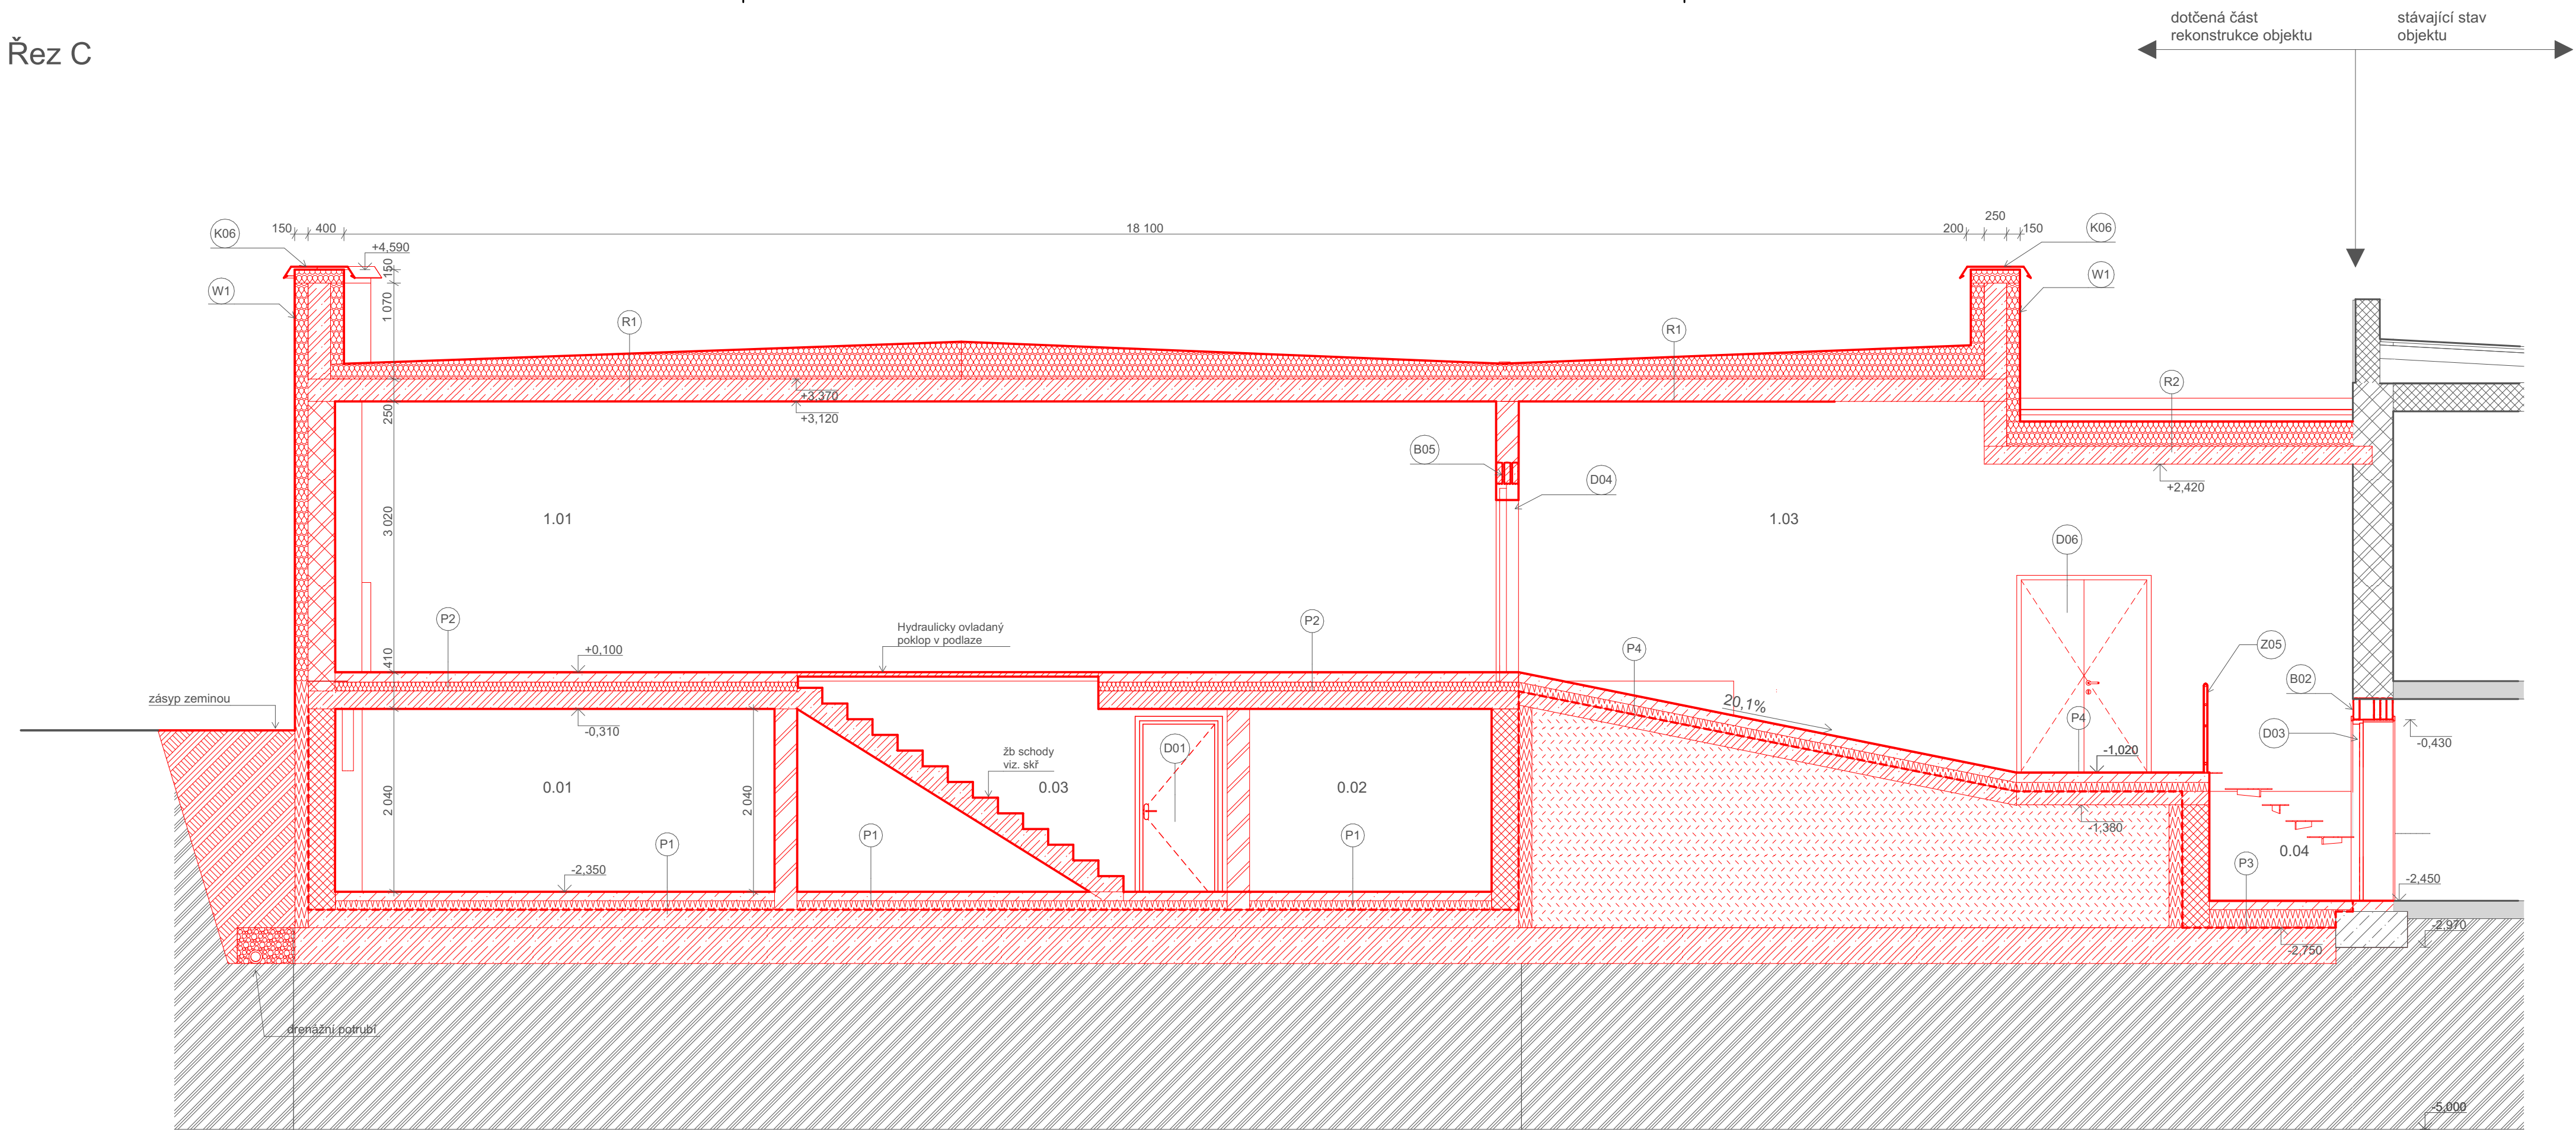 Řez C
dotčená část
rekonstrukce objektu
stávající stav
objektu
K06
150
400
18 100
200
250
150
K06
+4,590
150
W1
W1
1 070
R1
R1
R2
250
+3,370
+3,120
B05
D04
+2,420
3 020
1.01
1.03
D06
P2
Hydraulicky ovladaný
poklop v podlaze
P2
410
+0,100
P4
Z05
B02
zásyp zeminou
20,1%
P4
-0,310
D03
-0,430
žb schody
viz. skř
D01
-1,020
0.01
0.03
0.02
2 040
2 040
-1,380
P1
P1
P1
0.04
P3
-2,350
-2,450
-2,970
-2,750
drenážní potrubí
-5,000